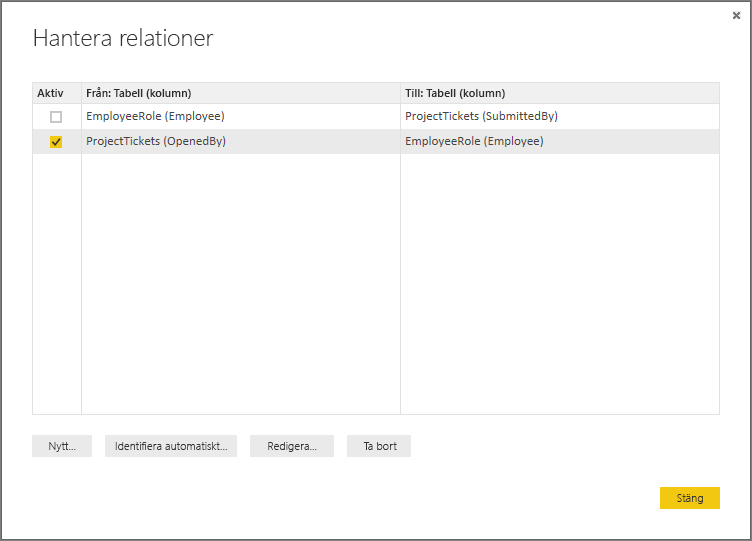 Hantera relationer
Aktiv Från: Tabell (kolumn) Till: Tabell (kolumn)
EmployeeRole (Employee) ProjectTickets (SubmittedBy)
ProjectTickets (OpenedBy) EmployeeRole (Employee)
Nytt... Identifiera automatiskt... Redigera... Ta bort
Stäng